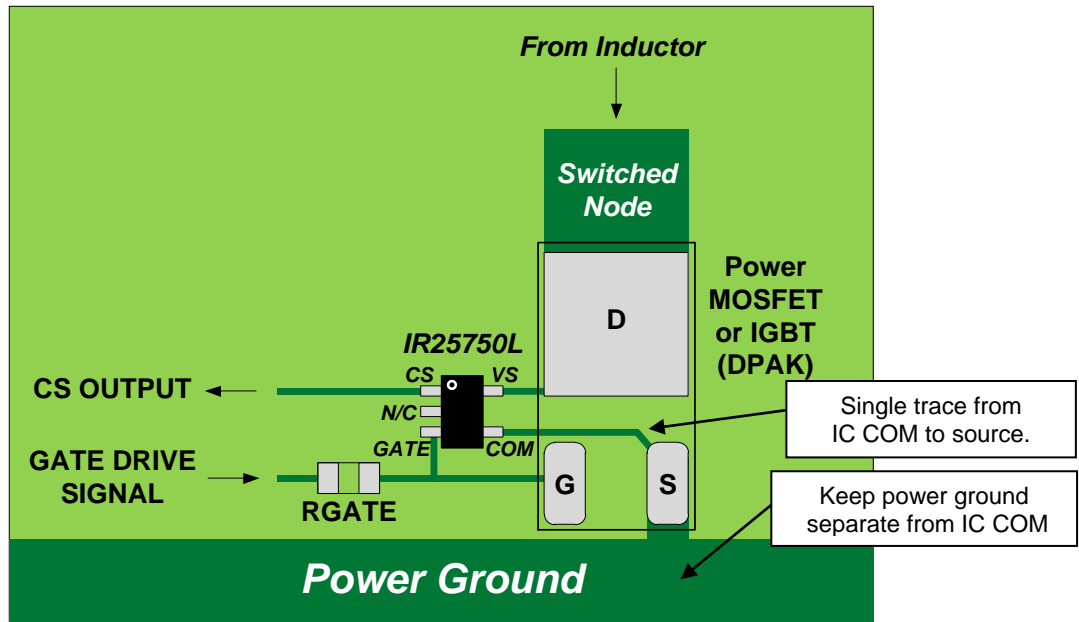 From Inductor
Switched
Node
Power
MOSFET
or IGBT
(DPAK)
D
IR25750L
CS
VS
CS OUTPUT
N/C
GATE
COM
Single trace from
IC COM to source.
GATE DRIVE
SIGNAL
RGATE
G
S
Keep power ground
separate from IC COM
Power Ground